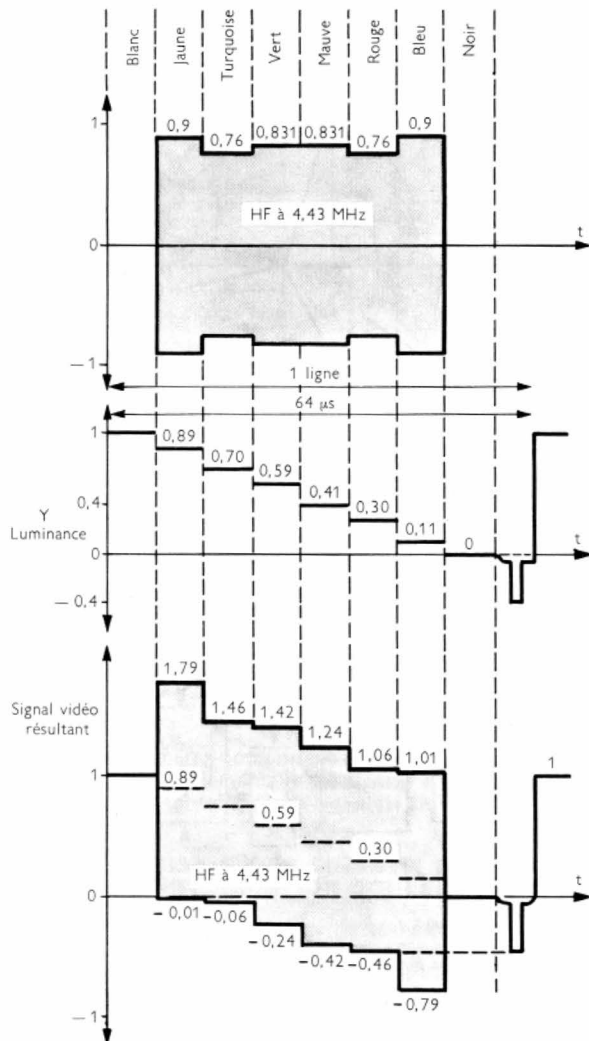 Blanc Jaune Turquoise Vert Mauve Rouge Bleu Noir
1
0,9 0,76 0,831 0,831 0,76 0,9
HF à 4,43 MHz
t
0
— 1
1 ligne
64 µs
1
0,89
0,70
0,59
0,4
0,41
0,30
Y
Luminance
0,11
0
t
0
— 0,4
1,79
Signal vidéo
résultant
1,46 1,42
1,24
1,06 1,01
1
0,89
1
0,59
0,30
HF à 4,43 MHz
t
0
— 0,01 — 0,06
— 0,24
— 0,42 — 0,46
— 0,79
— 1